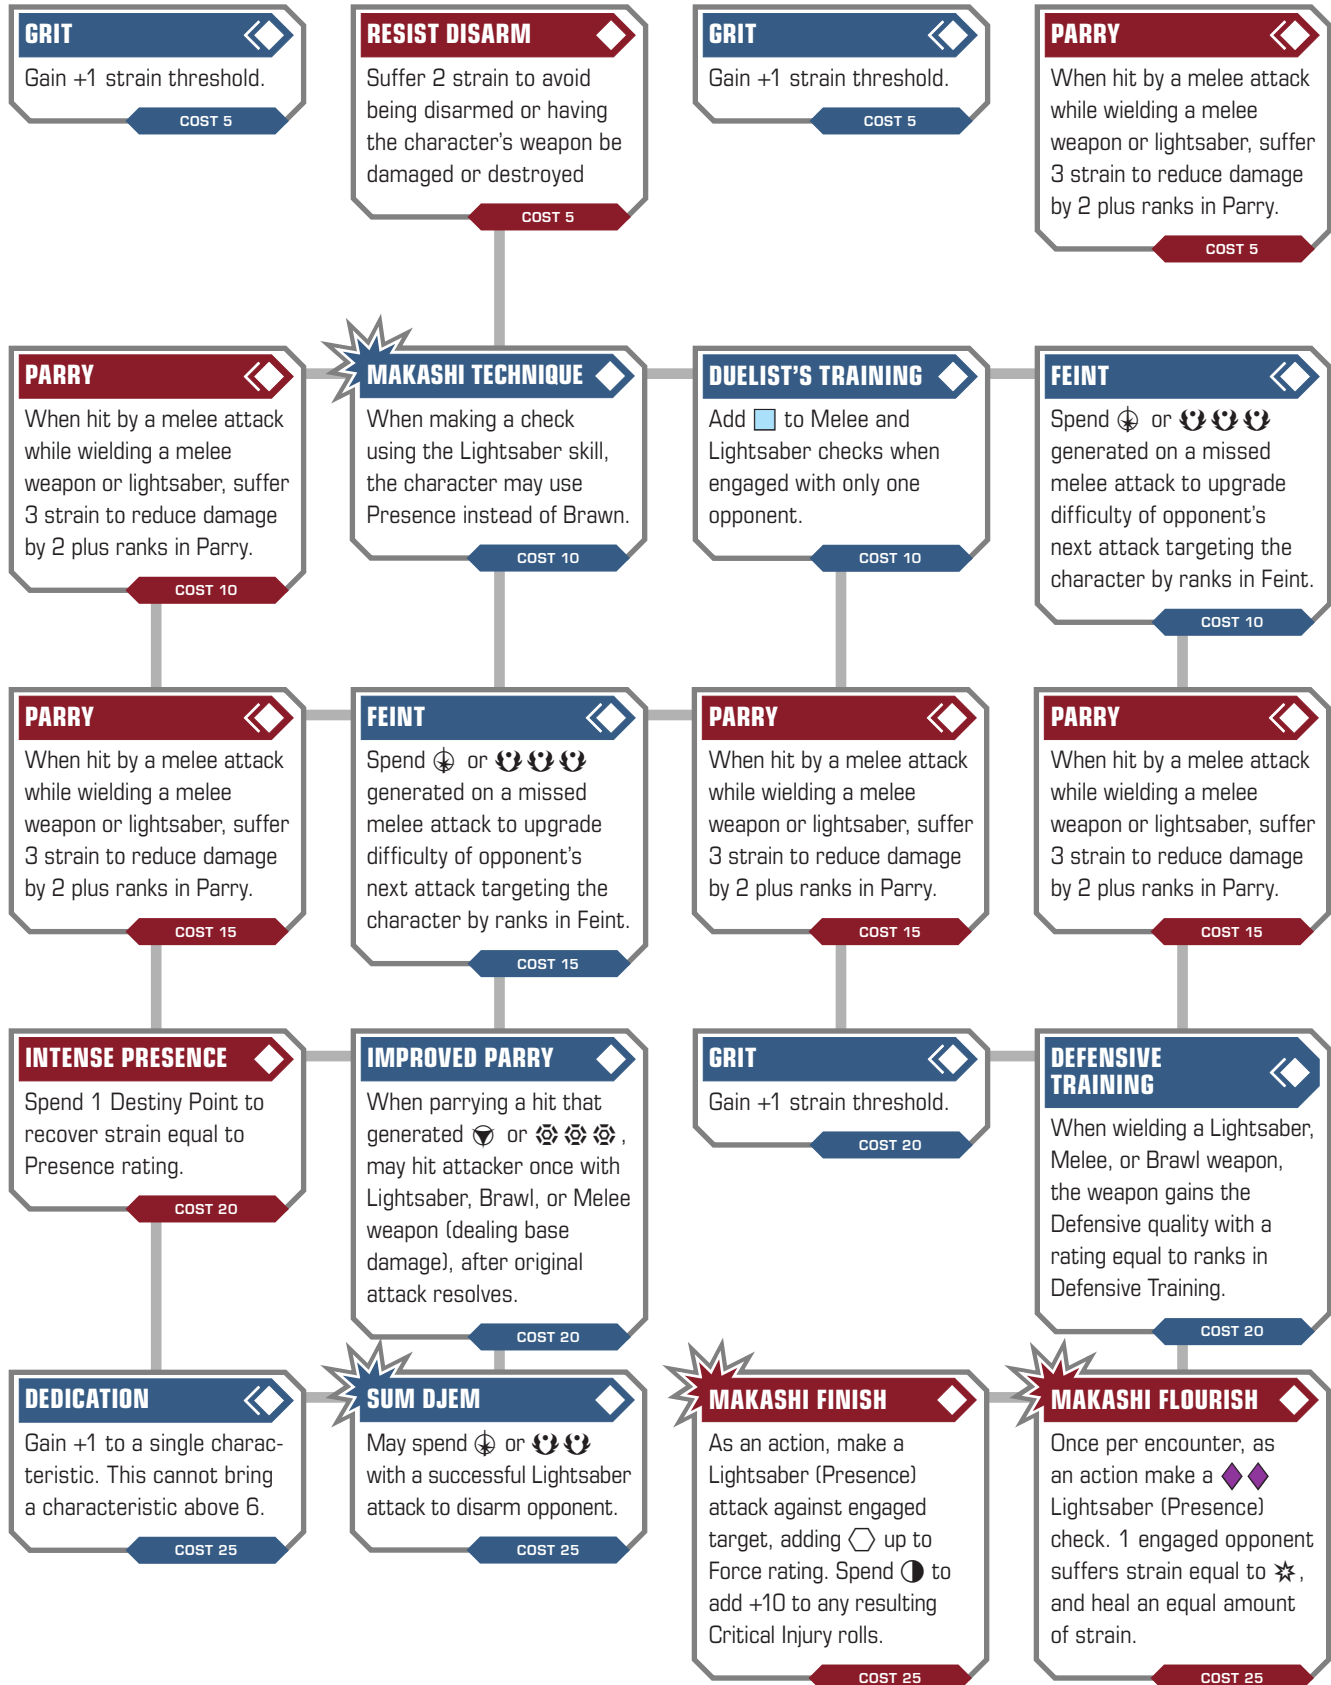 GRIT
Gain +1 strain threshold.
COST 5
RESIST DISARM
Suffer 2 strain to avoid
being disarmed or having
the character's weapon be
damaged or destroyed
COST 5
GRIT
Gain +1 strain threshold.
COST 5
PARRY
When hit by a melee attack
while wielding a melee
weapon or lightsaber, suffer
3 strain to reduce damage
by 2 plus ranks in Parry.
COST 5
PARRY
When hit by a melee attack
while wielding a melee
weapon or lightsaber, suffer
3 strain to reduce damage
by 2 plus ranks in Parry.
COST 10
MAKASHI TECHNIQUE
When making a check
using the Lightsaber skill,
the character may use
Presence instead of Brawn.
COST 10
DUELIST'S TRAINING
Add to Melee and
Lightsaber checks when
engaged with only one
opponent.
COST 10
FEINT
Spend or
generated on a missed
melee attack to upgrade
difficulty of opponent's
next attack targeting the
character by ranks in Feint.
COST 10
PARRY
When hit by a melee attack
while wielding a melee
weapon or lightsaber, suffer
3 strain to reduce damage
by 2 plus ranks in Parry.
COST 15
FEINT
Spend or
generated on a missed
melee attack to upgrade
difficulty of opponent's
next attack targeting the
character by ranks in Feint.
COST 15
PARRY
When hit by a melee attack
while wielding a melee
weapon or lightsaber, suffer
3 strain to reduce damage
by 2 plus ranks in Parry.
COST 15
PARRY
When hit by a melee attack
while wielding a melee
weapon or lightsaber, suffer
3 strain to reduce damage
by 2 plus ranks in Parry.
COST 15
INTENSE PRESENCE
Spend 1 Destiny Point to
recover strain equal to
Presence rating.
COST 20
IMPROVED PARRY
When parrying a hit that
generated or ,
may hit attacker once with
Lightsaber, Brawl, or Melee
weapon (dealing base
damage), after original
attack resolves.
COST 20
GRIT
Gain +1 strain threshold.
COST 20
DEFENSIVE
TRAINING
When wielding a Lightsaber,
Melee, or Brawl weapon,
the weapon gains the
Defensive quality with a
rating equal to ranks in
Defensive Training.
COST 20
DEDICATION
Gain +1 to a single charac-
teristic. This cannot bring
a characteristic above 6.
COST 25
SUM DJEM
May spend or
with a successful Lightsaber
attack to disarm opponent.
COST 25
MAKASHI FINISH
As an action, make a
Lightsaber (Presence)
attack against engaged
target, adding up to
Force rating. Spend to
add +10 to any resulting
Critical Injury rolls.
COST 25
MAKASHI FLOURISH
Once per encounter, as
an action make a
Lightsaber (Presence)
check. 1 engaged opponent
suffers strain equal to ,
and heal an equal amount
of strain.
COST 25